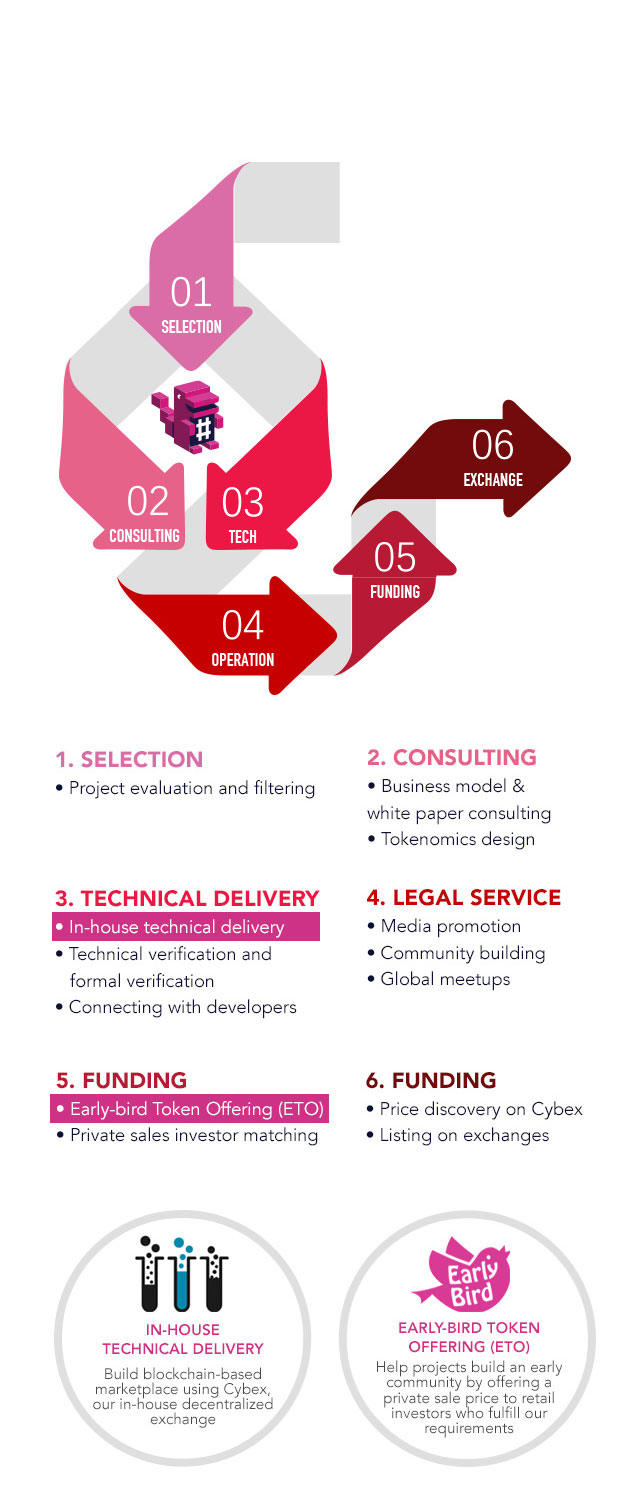 01
SELECTION
#
02
CONSULTING
03
TECH
06
EXCHANGE
05
FUNDING
04
OPERATION
1. SELECTION
• Project evaluation and filtering
2. CONSULTING
• Business model &
white paper consulting
• Tokenomics design
3. TECHNICAL DELIVERY
• In-house technical delivery
• Technical verification and
formal verification
• Connecting with developers
4. LEGAL SERVICE
• Media promotion
• Community building
• Global meetups
5. FUNDING
• Early-bird Token Offering (ETO)
• Private sales investor matching
6. FUNDING
• Price discovery on Cybex
• Listing on exchanges
IN-HOUSE
TECHNICAL DELIVERY
Build blockchain-based
marketplace using Cybex,
our in-house decentralized
exchange
Early
Bird
EARLY-BIRD TOKEN
OFFERING (ETO)
Help projects build an early
community by offering a
private sale price to retail
investors who fulfill our
requirements